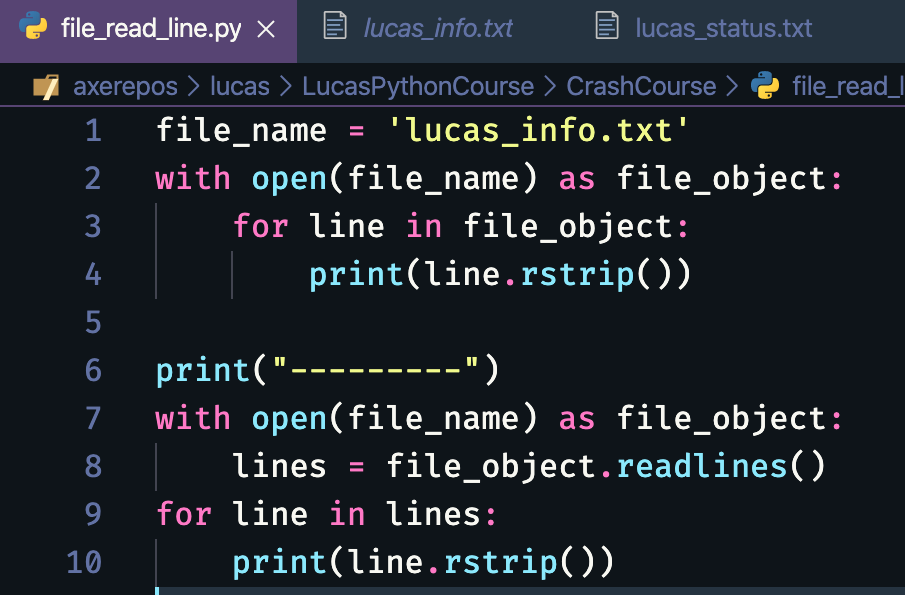 file_read_line.py × lucas_info.txt lucas_status.txt
axerepos > lucas > LucasPythonCourse > CrashCourse > file_read_l
1 file_name = 'lucas_info.txt'
2 with open(file_name) as file_object:
3     for line in file_object:
4         print(line.rstrip())
5
6 print("---------")
7 with open(file_name) as file_object:
8     lines = file_object.readlines()
9 for line in lines:
10     print(line.rstrip())